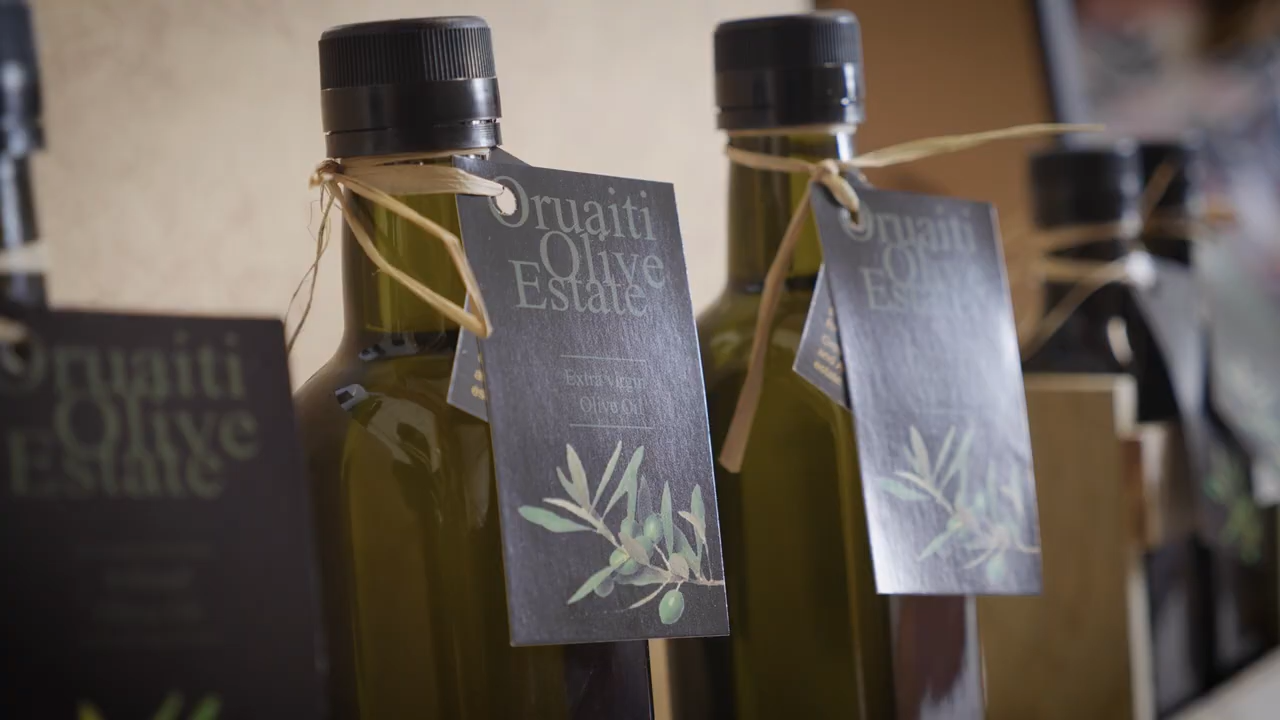 Oruaiti
Olive
Estate
Oruaiti
Olive
Estate
Extra Virgin
Olive Oil
Oruaiti
Olive
Estate